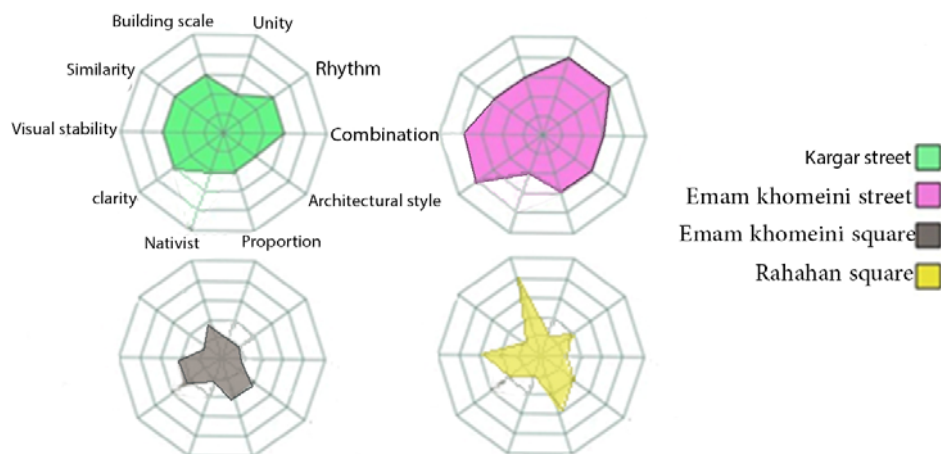 Building scale
Unity
Similarity
Rhythm
Visual stability
Combination
clarity
Architectural style
Nativist
Proportion
Kargar street
Emam khomeini street
Emam khomeini square
Rahahan square